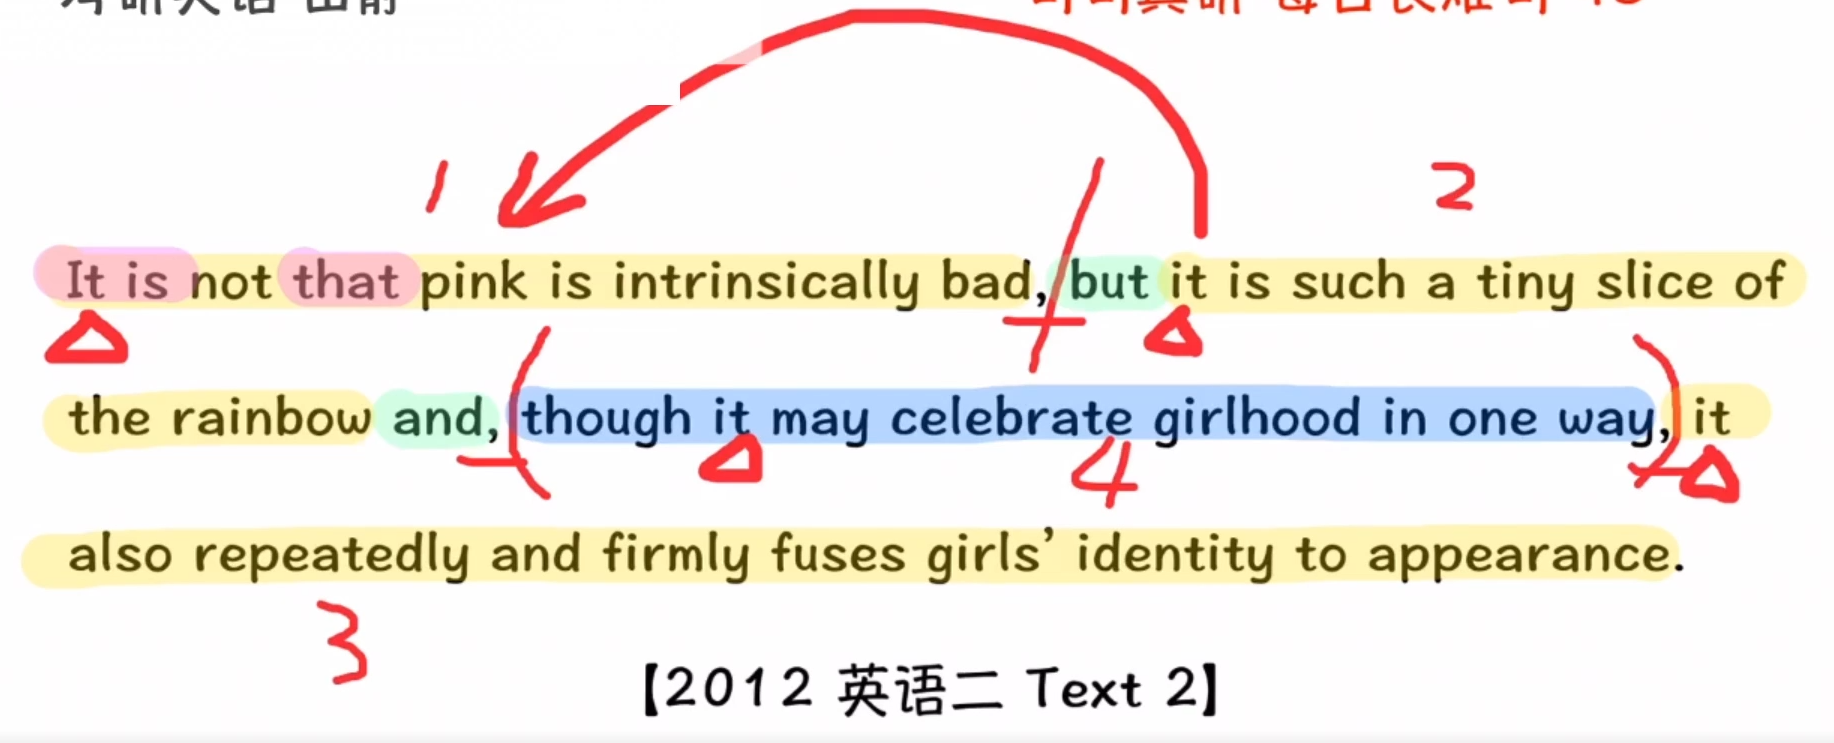 1
2
It is not that pink is intrinsically bad, but it is such a tiny slice of
the rainbow and, though it may celebrate girlhood in one way, it
4
also repeatedly and firmly fuses girls’ identity to appearance.
3
【2012 英语二 Text 2】